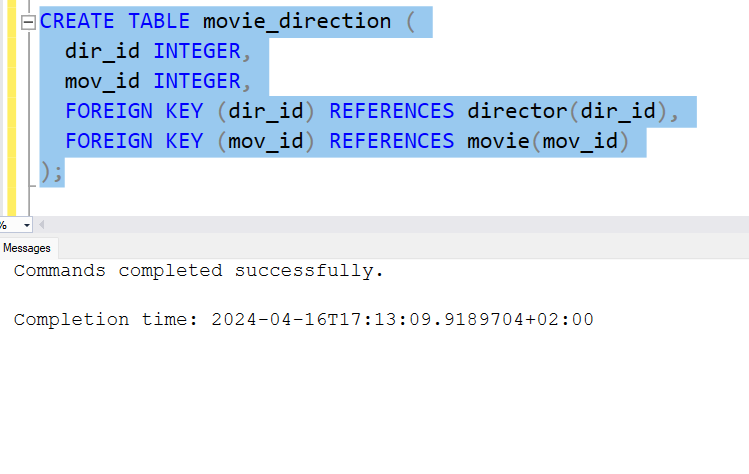 CREATE TABLE movie_direction (
dir_id INTEGER,
mov_id INTEGER,
FOREIGN KEY (dir_id) REFERENCES director(dir_id),
FOREIGN KEY (mov_id) REFERENCES movie(mov_id)
);
%
Messages
Commands completed successfully.
Completion time: 2024-04-16T17:13:09.9189704+02:00